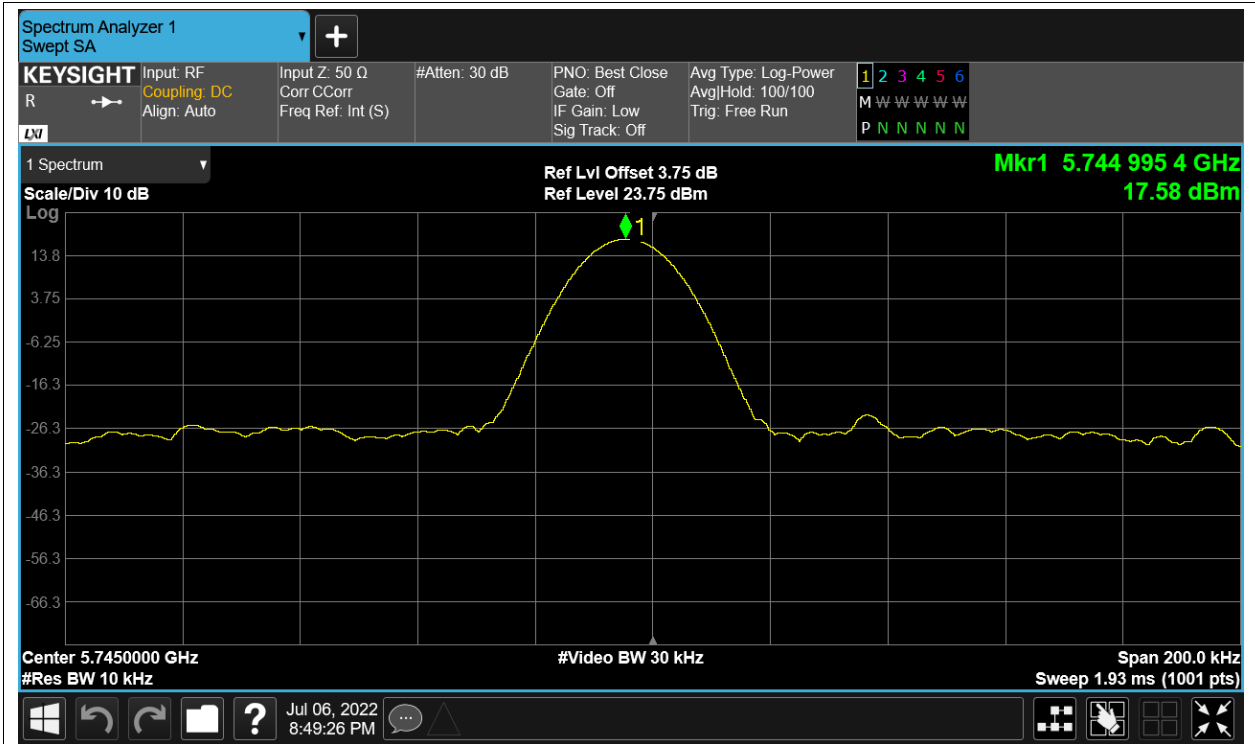 Spectrum Analyzer 1
Swept SA
KEYSIGHT
R
LXI
Input: RF
Coupling: DC
Align: Auto
Input Z: 50 Ω
Corr CCorr
Freq Ref: Int (S)
#Atten: 30 dB
PNO: Best Close
Gate: Off
IF Gain: Low
Sig Track: Off
Avg Type: Log-Power
Avg|Hold: 100/100
Trig: Free Run
1 2 3 4 5 6
M W W W W W
P N N N N N
1 Spectrum
Scale/Div 10 dB
Log
Ref Lvl Offset 3.75 dB
Ref Level 23.75 dBm
Mkr1 5.744 995 4 GHz
17.58 dBm
1
13.8
3.75
-6.25
-16.3
-26.3
-36.3
-46.3
-56.3
-66.3
Center 5.7450000 GHz
#Res BW 10 kHz
#Video BW 30 kHz
Span 200.0 kHz
Sweep 1.93 ms (1001 pts)
?
Jul 06, 2022
8:49:26 PM